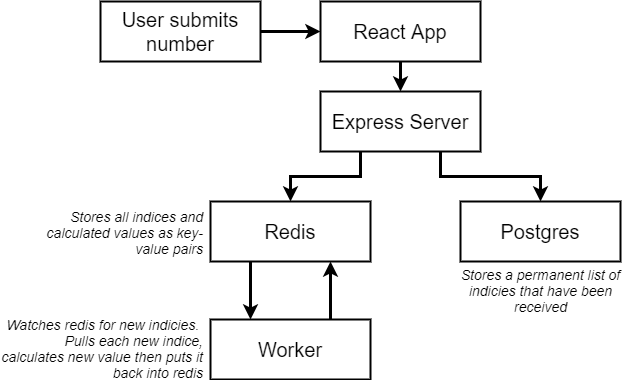 User submits
number
React App
Express Server
Stores all indices and
calculated values as key-
value pairs
Redis
Postgres
Stores a permanent list of
indicies that have been
received
Watches redis for new indicies.
Pulls each new indice,
calculates new value then puts it
back into redis
Worker